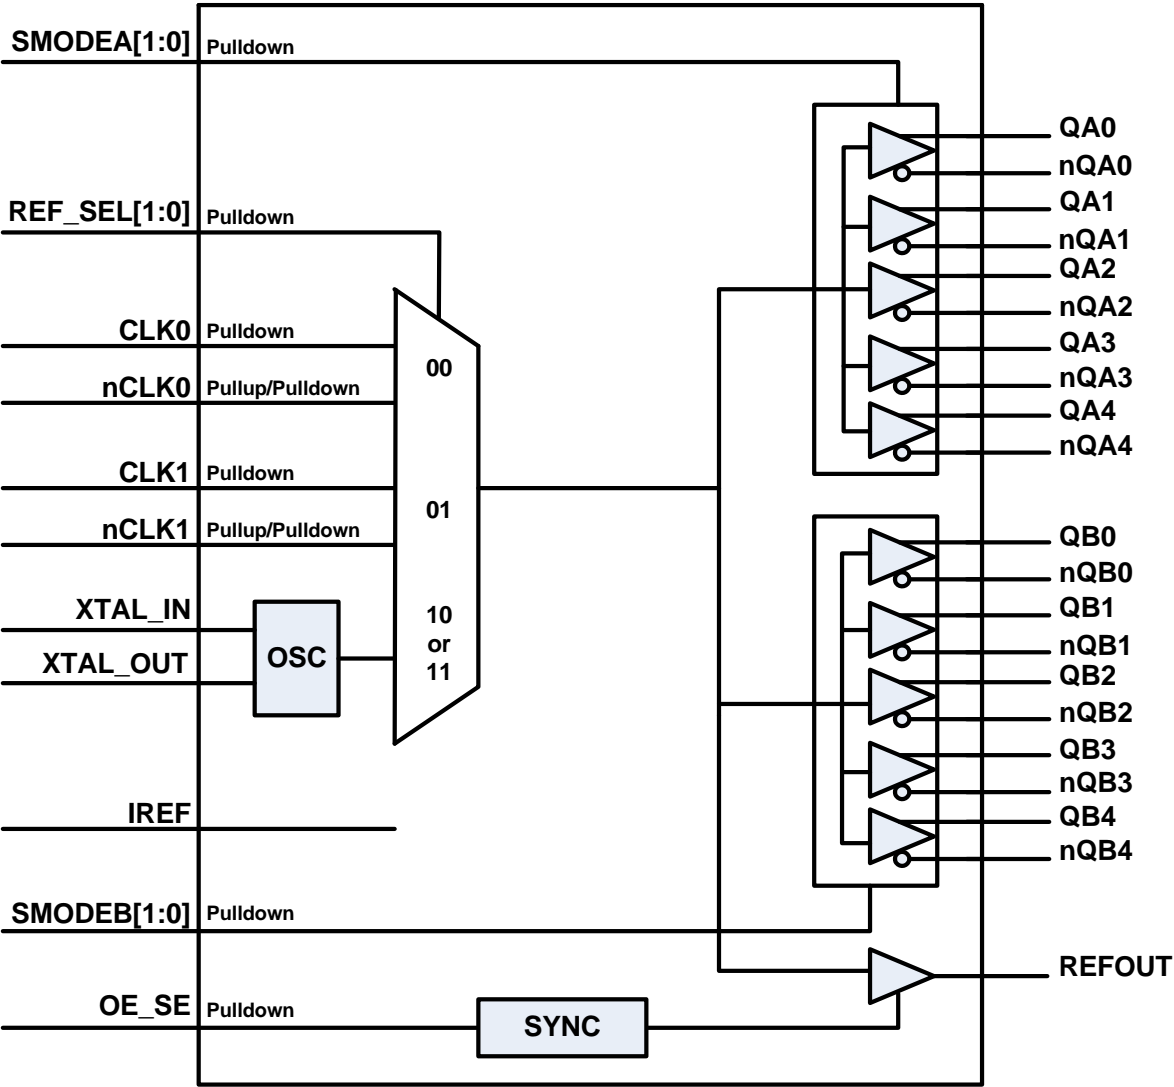 SMODEA[1:0] Pulldown
REF_SEL[1:0] Pulldown
CLK0 Pulldown
nCLK0 Pullup/Pulldown
CLK1 Pulldown
nCLK1 Pullup/Pulldown
XTAL_IN
XTAL_OUT
OSC
00
01
10
or
11
IREF
SMODEB[1:0] Pulldown
OE_SE Pulldown
SYNC
QA0
nQA0
QA1
nQA1
QA2
nQA2
QA3
nQA3
QA4
nQA4
QB0
nQB0
QB1
nQB1
QB2
nQB2
QB3
nQB3
QB4
nQB4
REFOUT